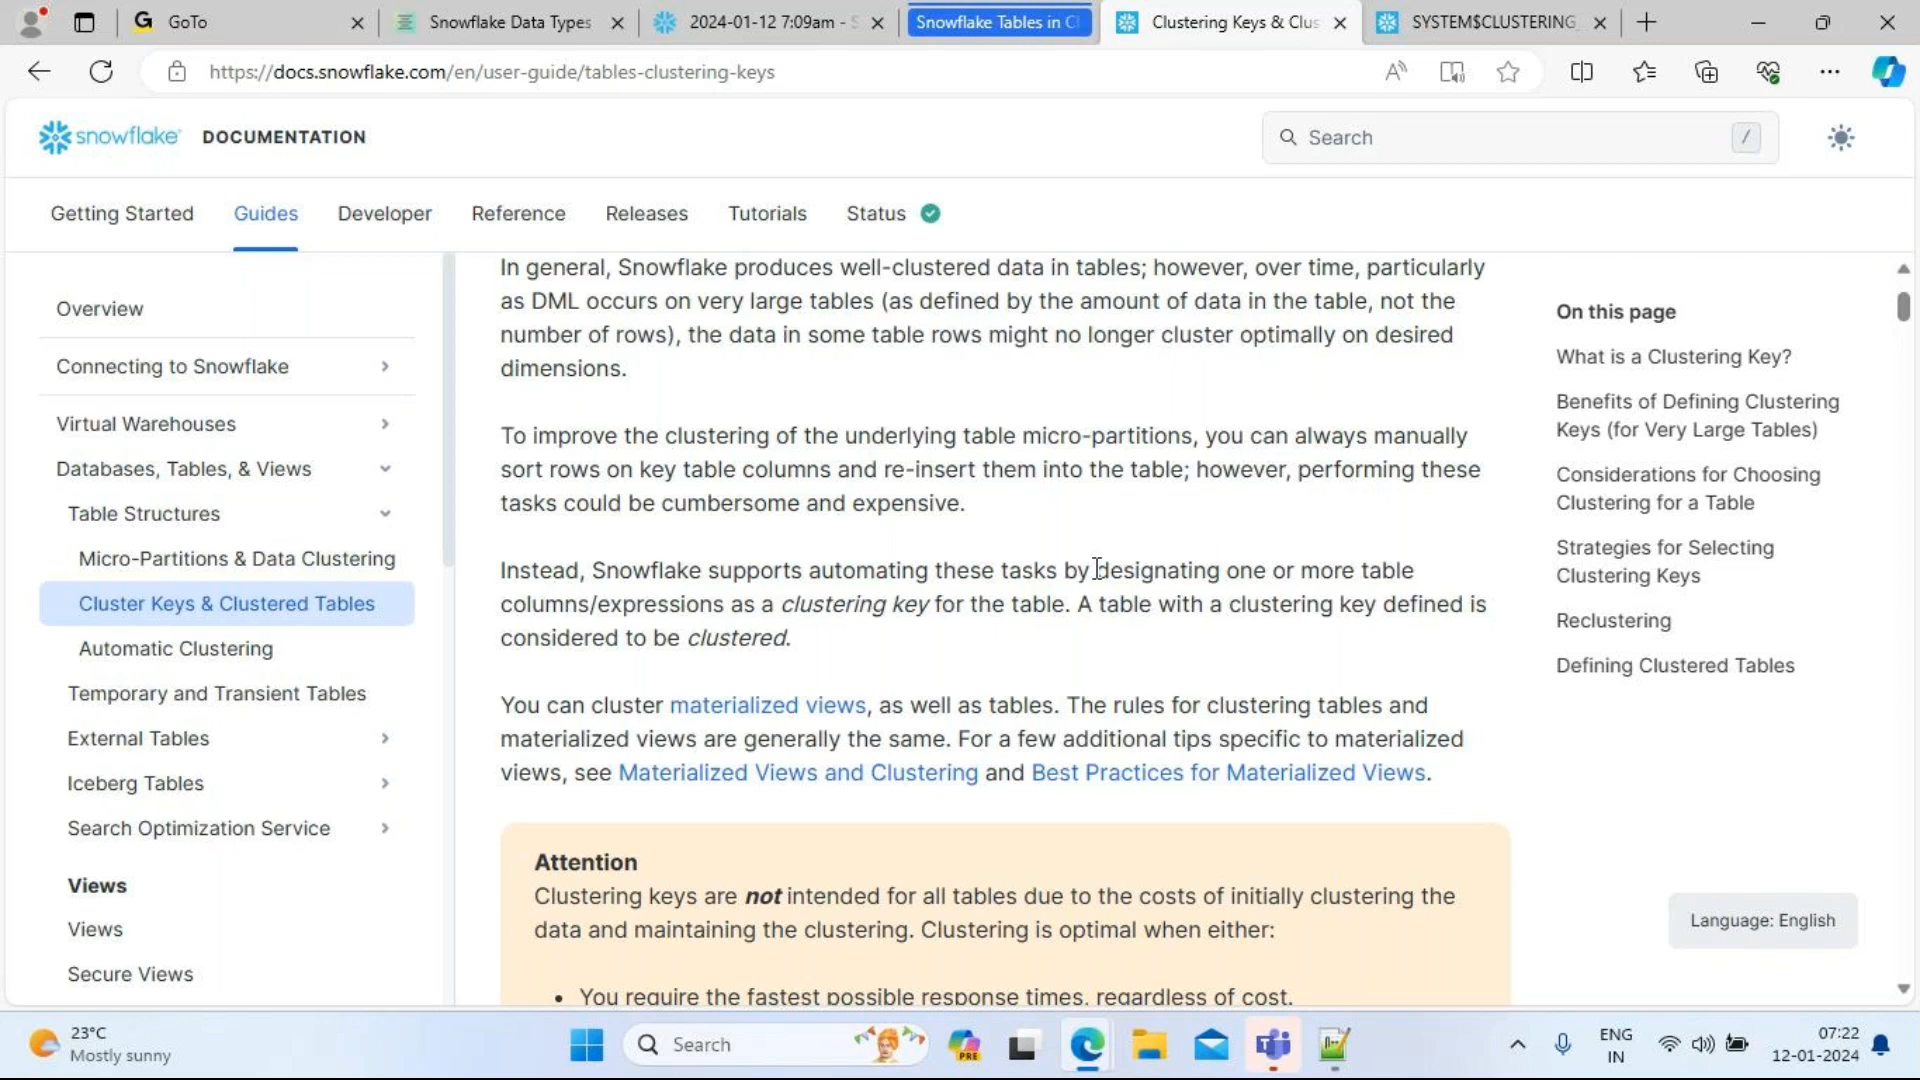 GoTo
Snowflake Data Types
2024-01-12 7:09am - S
Snowflake Tables in C
Clustering Keys & Clus
SYSTEM$CLUSTERING_
https://docs.snowflake.com/en/user-guide/tables-clustering-keys
snowflake DOCUMENTATION
Search
/
Getting Started
Guides
Developer
Reference
Releases
Tutorials
Status
Overview
Connecting to Snowflake
Virtual Warehouses
Databases, Tables, & Views
Table Structures
Micro-Partitions & Data Clustering
Cluster Keys & Clustered Tables
Automatic Clustering
Temporary and Transient Tables
External Tables
Iceberg Tables
Search Optimization Service
Views
Views
Secure Views
In general, Snowflake produces well-clustered data in tables; however, over time, particularly
as DML occurs on very large tables (as defined by the amount of data in the table, not the
number of rows), the data in some table rows might no longer cluster optimally on desired
dimensions.
To improve the clustering of the underlying table micro-partitions, you can always manually
sort rows on key table columns and re-insert them into the table; however, performing these
tasks could be cumbersome and expensive.
Instead, Snowflake supports automating these tasks by designating one or more table
columns/expressions as a clustering key for the table. A table with a clustering key defined is
considered to be clustered.
You can cluster materialized views, as well as tables. The rules for clustering tables and
materialized views are generally the same. For a few additional tips specific to materialized
views, see Materialized Views and Clustering and Best Practices for Materialized Views.
Attention
Clustering keys are not intended for all tables due to the costs of initially clustering the
data and maintaining the clustering. Clustering is optimal when either:
• You require the fastest possible response times, regardless of cost.
On this page
What is a Clustering Key?
Benefits of Defining Clustering
Keys (for Very Large Tables)
Considerations for Choosing
Clustering for a Table
Strategies for Selecting
Clustering Keys
Reclustering
Defining Clustered Tables
Language: English
23°C
Mostly sunny
Search
PRE
ENG
IN
07:22
12-01-2024